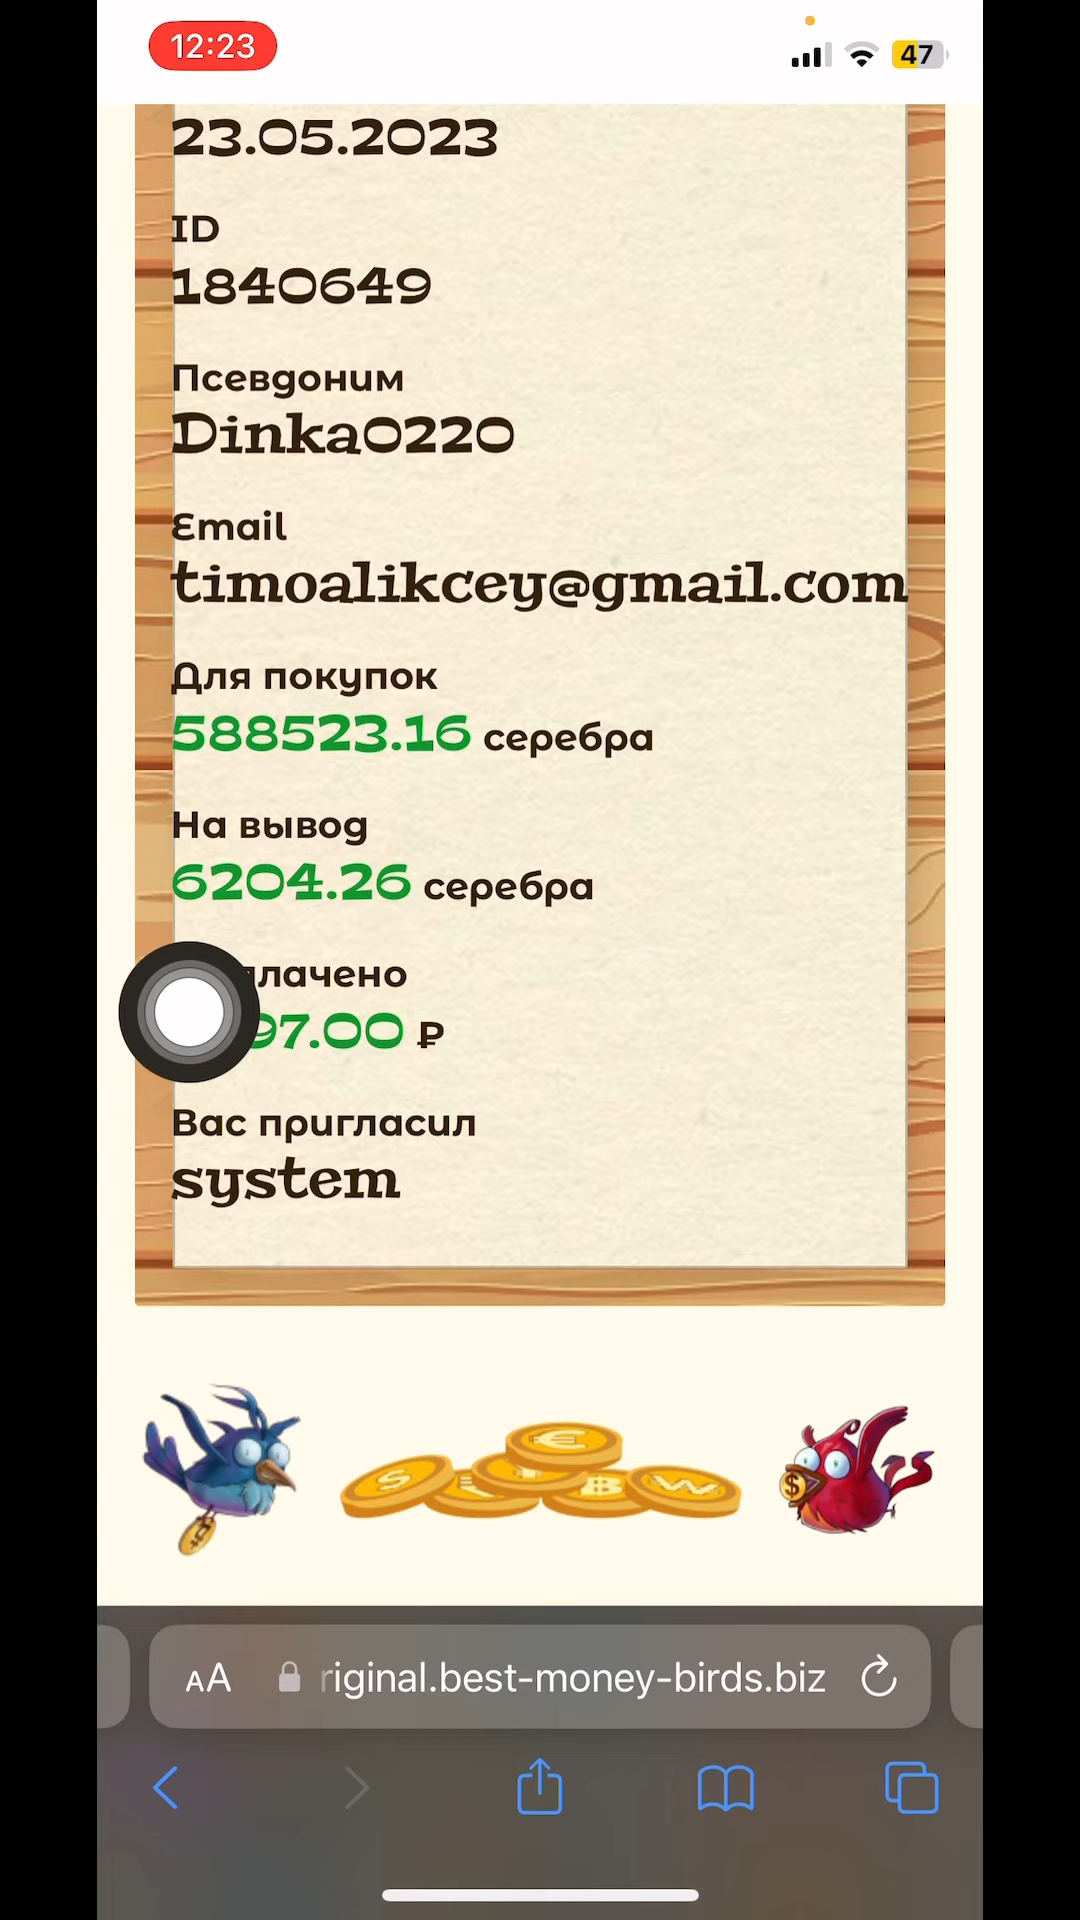 12:23
47
23.05.2023
ID
1840649
Псевдоним
Dinka0220
Email
timoalikcey@gmail.com
Для покупок
588523.16 серебра
На вывод
6204.26 серебра
лачено
97.00 ₽
Вас пригласил
system
AA riginal.best-money-birds.biz